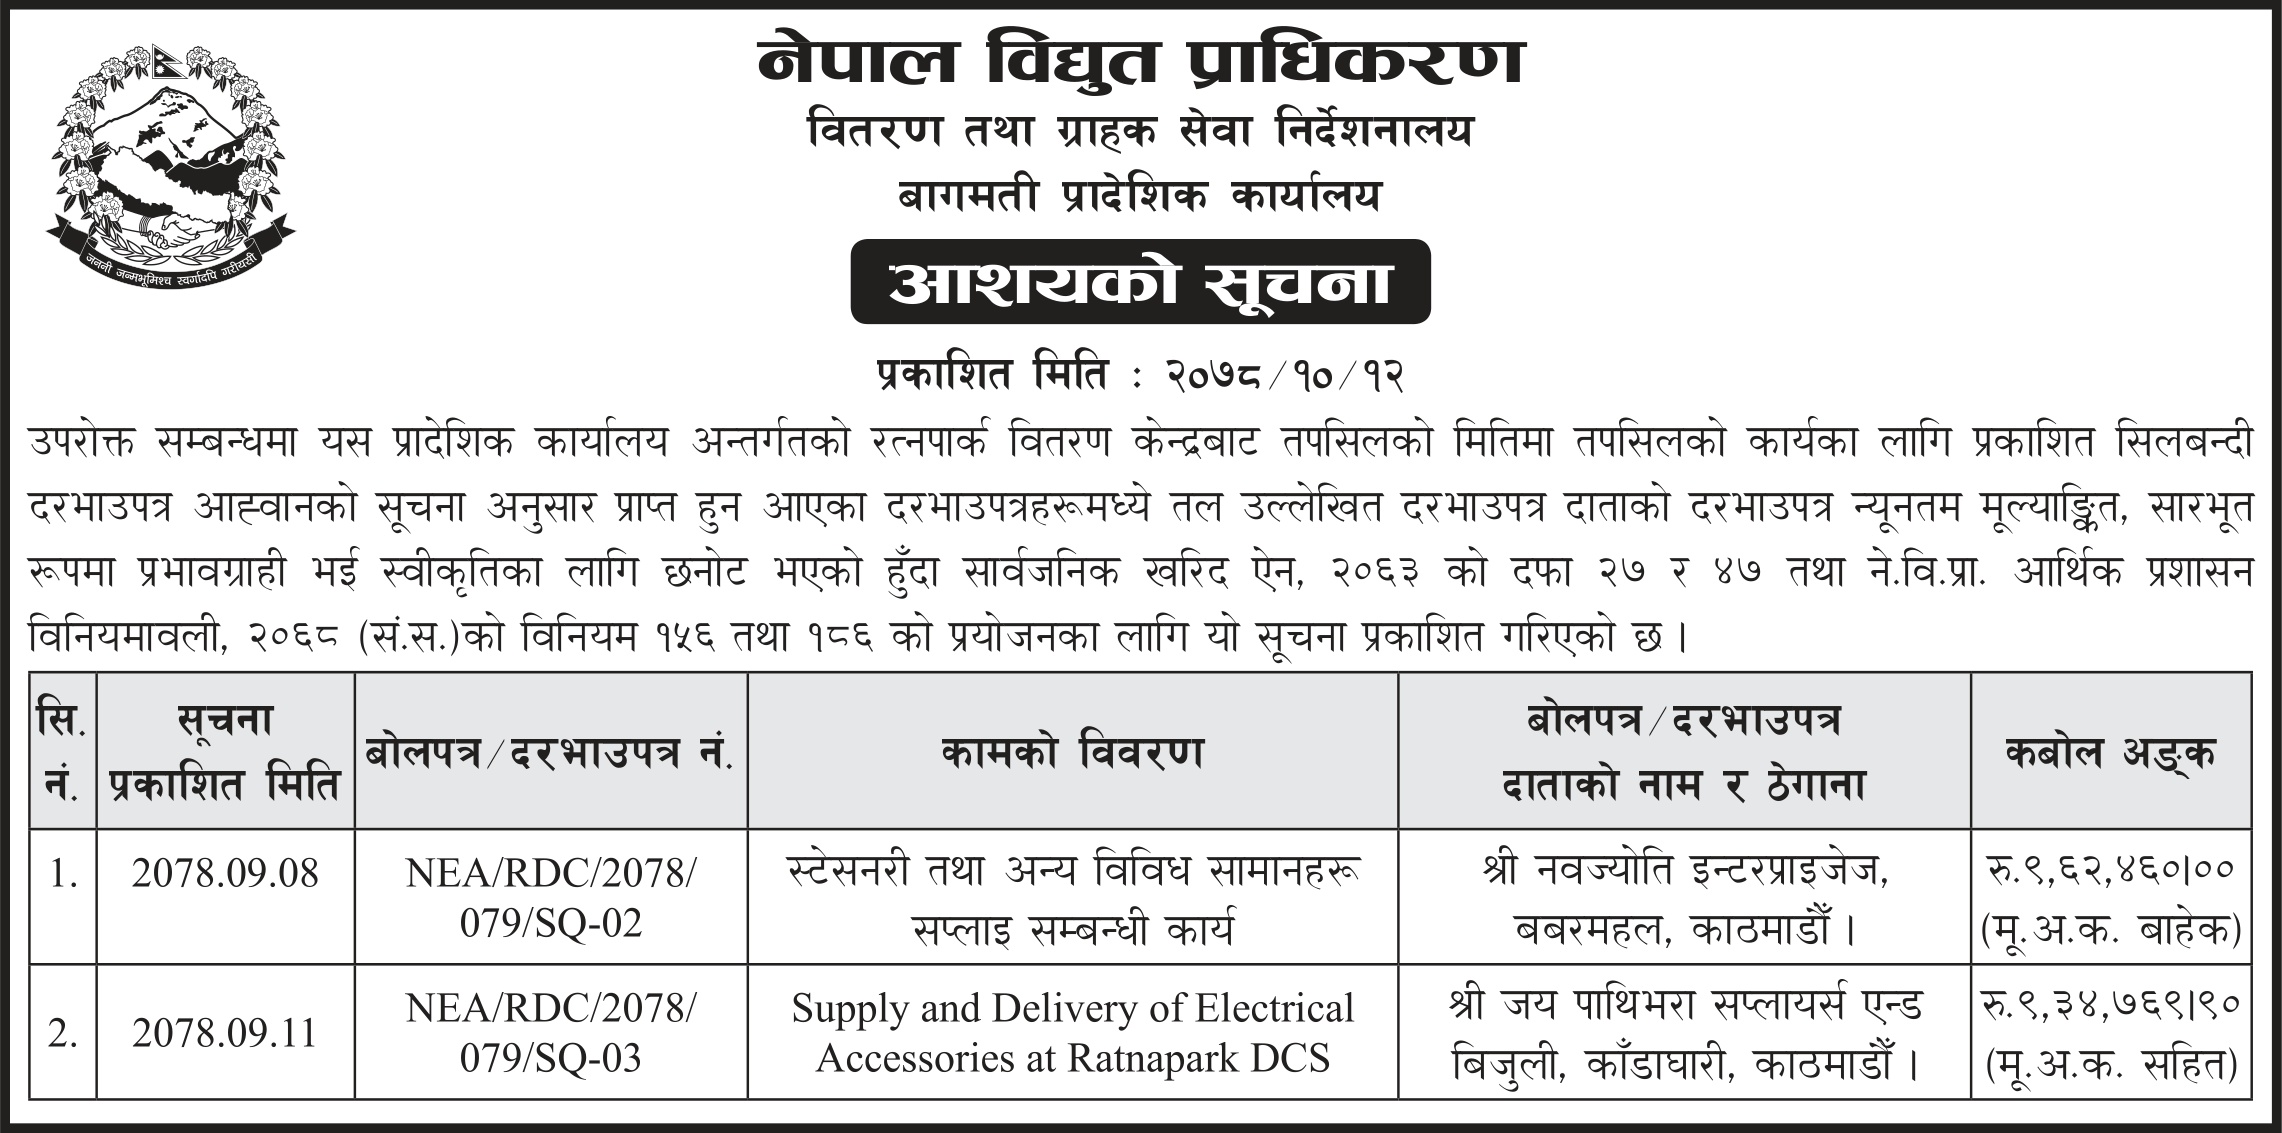 जननी जन्मभूमिश्च स्वर्गादपि गरीयसी
नेपाल विद्युत प्राधिकरण
वितरण तथा ग्राहक सेवा निर्देशनालय
बागमती प्रादेशिक कार्यालय
आशयको सूचना
प्रकाशित मिति : २०७८/१०/१२
उपरोक्त सम्बन्धमा यस प्रादेशिक कार्यालय अन्तर्गतको रत्नपार्क वितरण केन्द्रबाट तपसिलको मितिमा तपसिलको कार्यका लागि प्रकाशित सिलबन्दी
दरभाउपत्र आह्वानको सूचना अनुसार प्राप्त हुन आएका दरभाउपत्रहरूमध्ये तल उल्लेखित दरभाउपत्र दाताको दरभाउपत्र न्यूनतम मूल्याङ्कित, सारभूत
रूपमा प्रभावग्राही भई स्वीकृतिका लागि छनोट भएको हुँदा सार्वजनिक खरिद ऐन, २०६३ को दफा २७ र ४७ तथा ने.वि.प्रा. आर्थिक प्रशासन
विनियमावली, २०६८ (सं.स.)को विनियम १५६ तथा १८६ को प्रयोजनका लागि यो सूचना प्रकाशित गरिएको छ ।
सि. नं.
सूचना
प्रकाशित मिति
बोलपत्र/दरभाउपत्र नं.
कामको विवरण
बोलपत्र/दरभाउपत्र
दाताको नाम र ठेगाना
कबोल अङ्क
1.
2078.09.08
NEA/RDC/2078/
079/SQ-02
स्टेसनरी तथा अन्य विविध सामानहरू
सप्लाइ सम्बन्धी कार्य
श्री नवज्योति इन्टरप्राइजेज,
बबरमहल, काठमाडौँ ।
रु.९,६२,४६०।००
(मू.अ.क. बाहेक)
2.
2078.09.11
NEA/RDC/2078/
079/SQ-03
Supply and Delivery of Electrical
Accessories at Ratnapark DCS
श्री जय पाथिभरा सप्लायर्स एन्ड
बिजुली, काँडाघारी, काठमाडौँ ।
रु.९,३४,७६९।९०
(मू.अ.क. सहित)